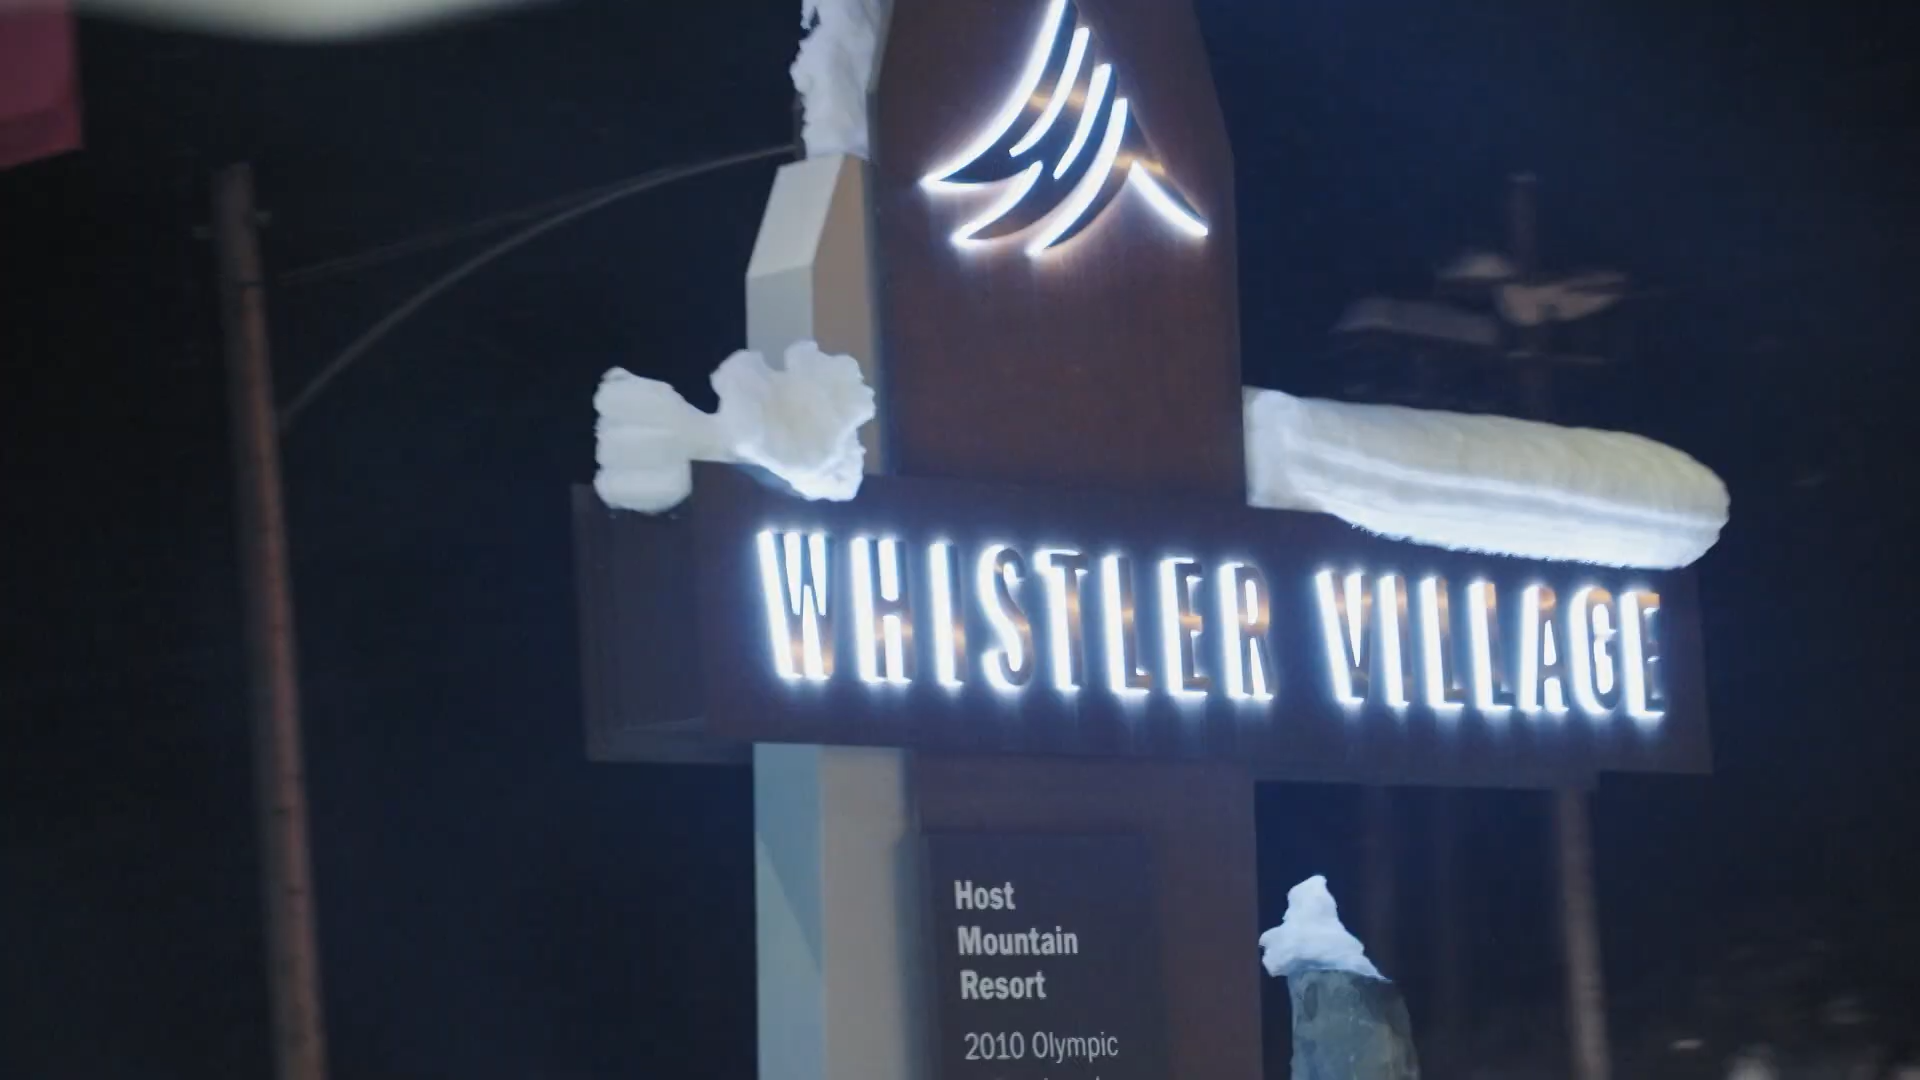 WHISTLER VILLAGE
Host
Mountain
Resort
2010 Olympic